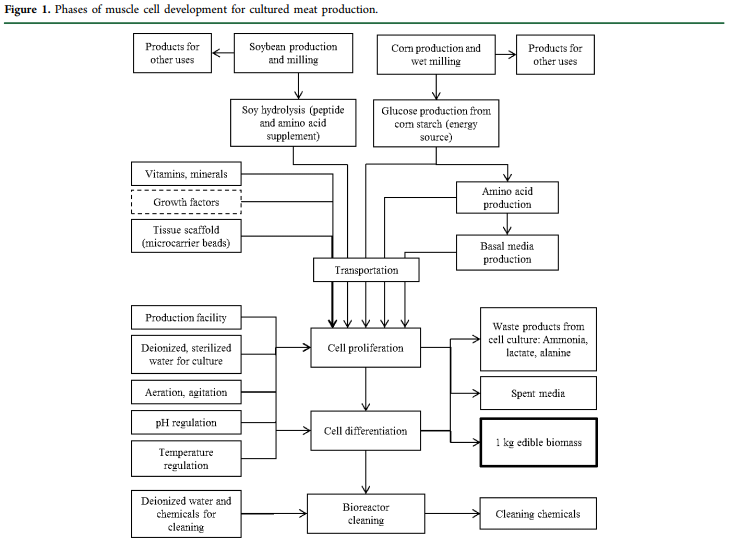 Figure 1. Phases of muscle cell development for cultured meat production.
Products for
other uses
Soybean production
and milling
Corn production and
wet milling
Products for
other uses
Soy hydrolysis (peptide
and amino acid
supplement)
Glucose production from
corn starch (energy
source)
Vitamins, minerals
Growth factors
Tissue scaffold
(microcarrier beads)
Amino acid
production
Basal media
production
Transportation
Production facility
Deionized, sterilized
water for culture
Aeration, agitation
pH regulation
Temperature
regulation
Cell proliferation
Cell differentiation
Waste products from
cell culture: Ammonia,
lactate, alanine
Spent media
1 kg edible biomass
Deionized water and
chemicals for
cleaning
Bioreactor
cleaning
Cleaning chemicals